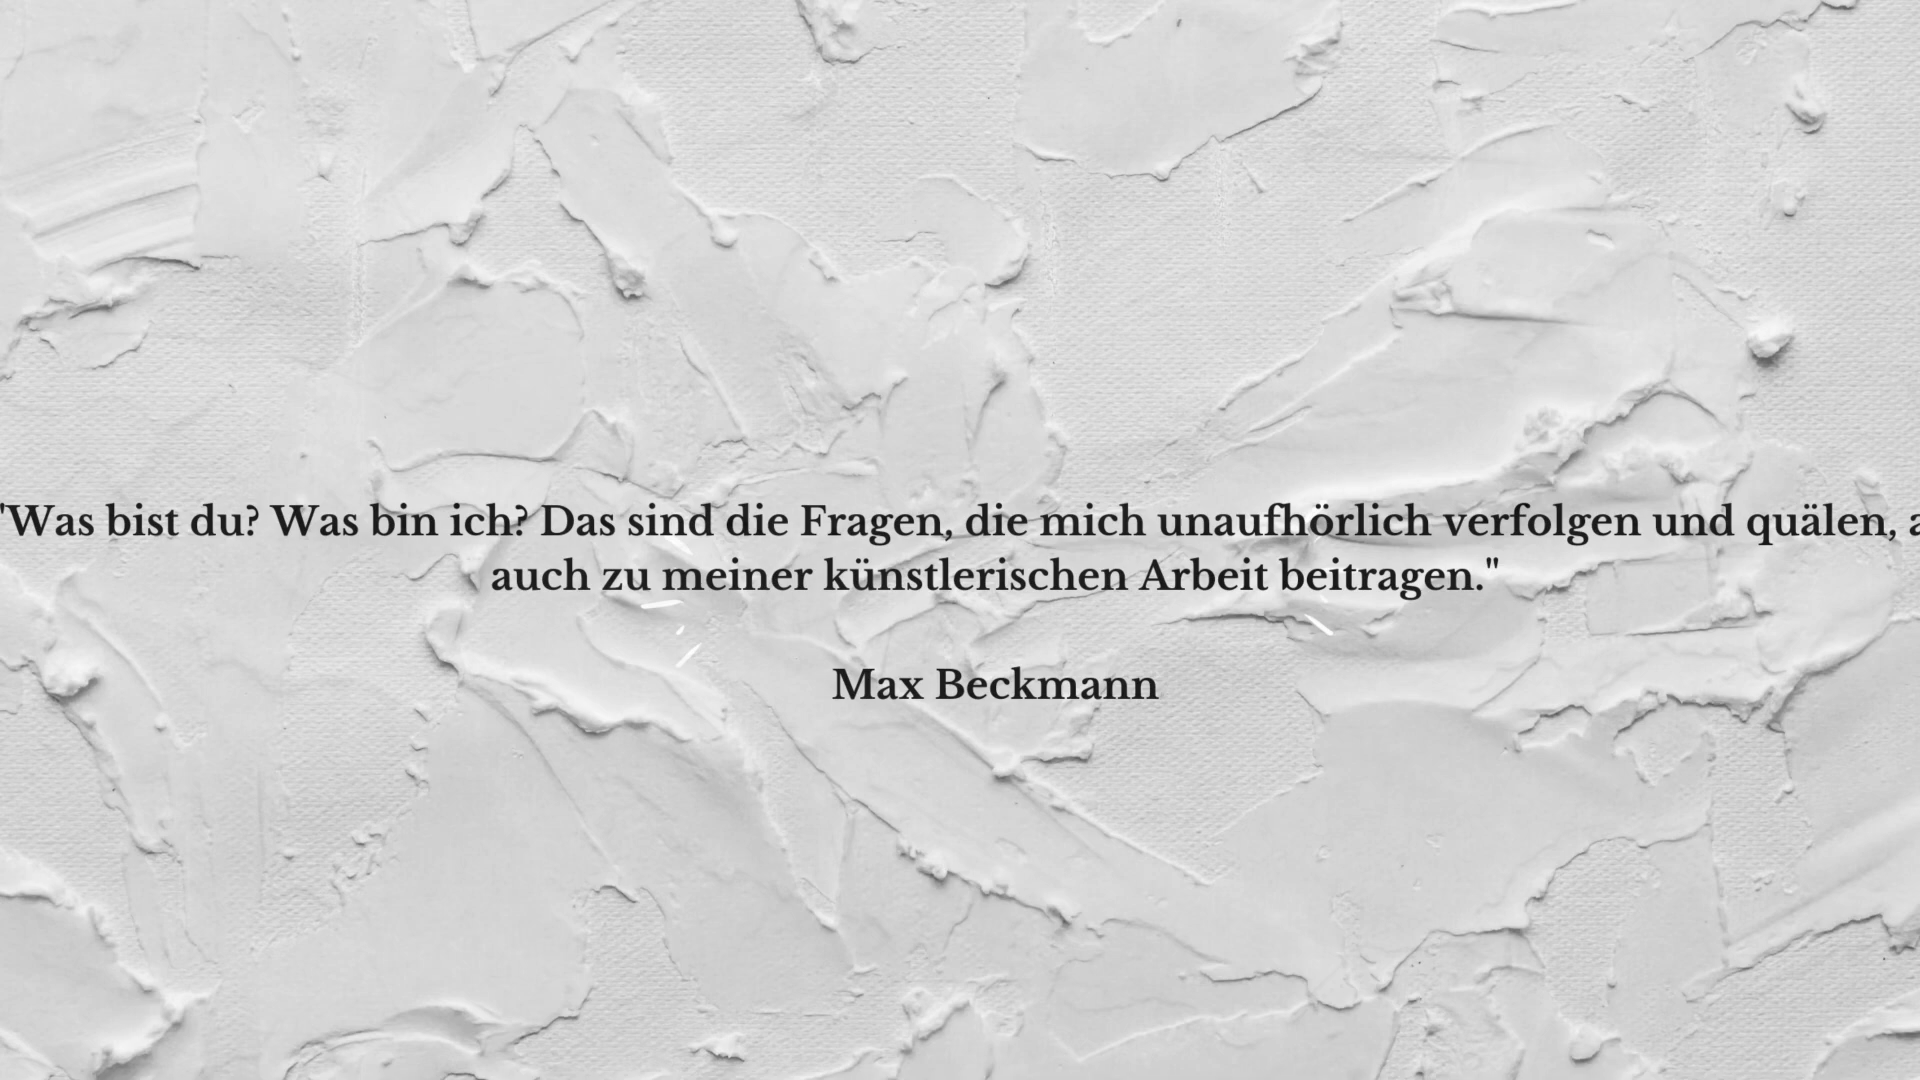 "Was bist du? Was bin ich? Das sind die Fragen, die mich unaufhörlich verfolgen und quälen,
auch zu meiner künstlerischen Arbeit beitragen."
Max Beckmann